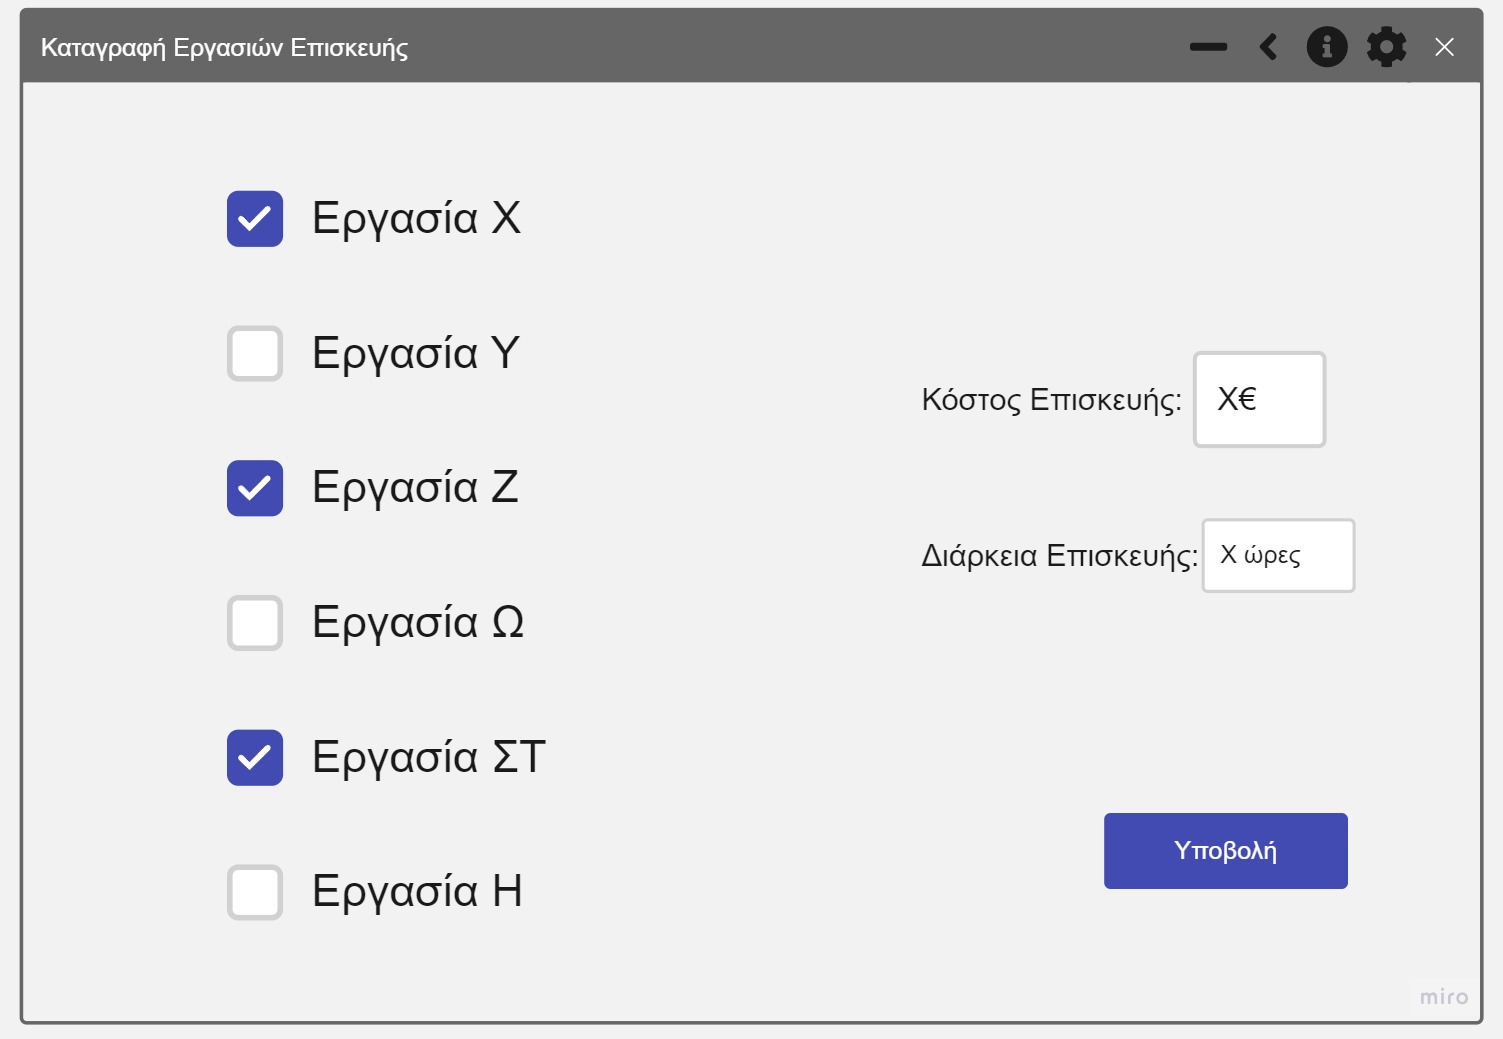 Καταγραφή Εργασιών Επισκευής
Εργασία Χ
Εργασία Υ
Εργασία Ζ
Εργασία Ω
Εργασία ΣΤ
Εργασία Η
Κόστος Επισκευής: Χ€
Διάρκεια Επισκευής: Χ ώρες
Υποβολή
miro